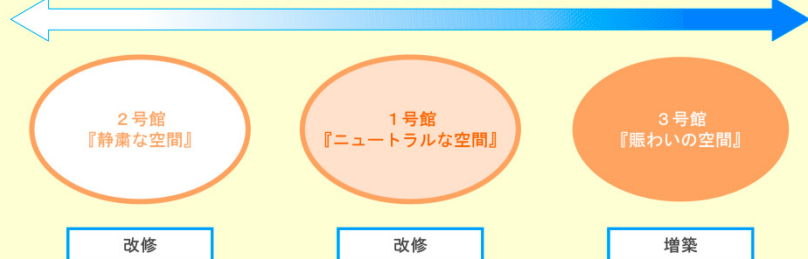 2号館
『静粛な空間』
1号館
『ニュートラルな空間』
3号館
『賑わいの空間』
改修
改修
増築